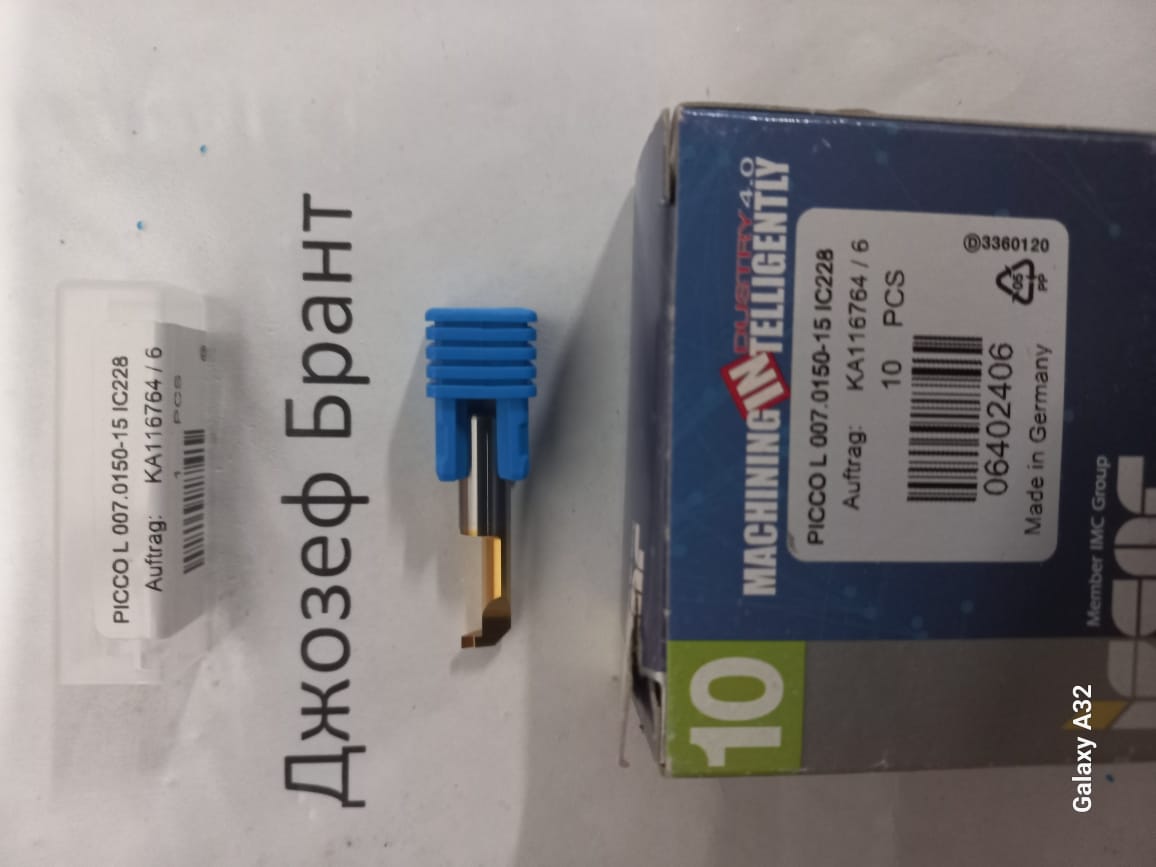 PICCO L 007.0150-15 IC228
Auftrag: KA116764 / 6
1 PCS
Джозеф Брант
INDUSTRY 4.0
MACHINING INTELLIGENTLY
PICCO L 007.0150-15 IC228
Auftrag: KA116764 / 6
10 PCS
06402406
Made in Germany
Ⓓ3360120
05
PP
Member IMC Group
10
Galaxy A32